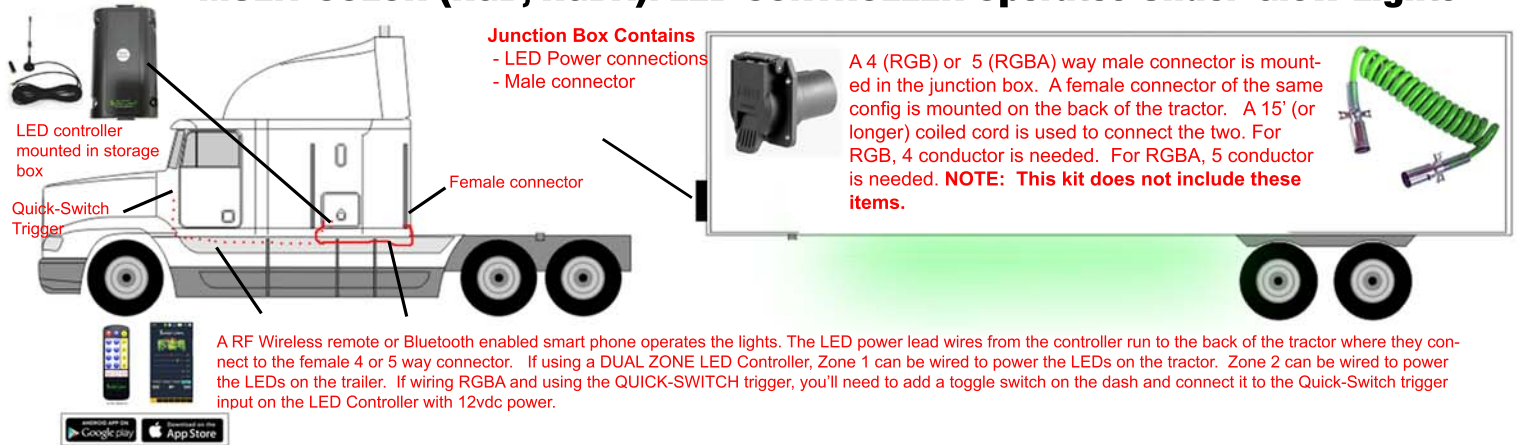 Junction Box Contains
- LED Power connections
- Male connector
A 4 (RGB) or 5 (RGBA) way male connector is mount-
ed in the junction box. A female connector of the same
config is mounted on the back of the tractor. A 15' (or
longer) coiled cord is used to connect the two. For
RGB, 4 conductor is needed. For RGBA, 5 conductor
is needed. NOTE: This kit does not include these
items.
LED controller
mounted in storage
box
Quick-Switch
Trigger
Female connector
A RF Wireless remote or Bluetooth enabled smart phone operates the lights. The LED power lead wires from the controller run to the back of the tractor where they con-
nect to the female 4 or 5 way connector. If using a DUAL ZONE LED Controller, Zone 1 can be wired to power the LEDs on the tractor. Zone 2 can be wired to power
the LEDs on the trailer. If wiring RGBA and using the QUICK-SWITCH trigger, you'll need to add a toggle switch on the dash and connect it to the Quick-Switch trigger
input on the LED Controller with 12vdc power.
ANDROID APP ON
Google play
Download on the
App Store